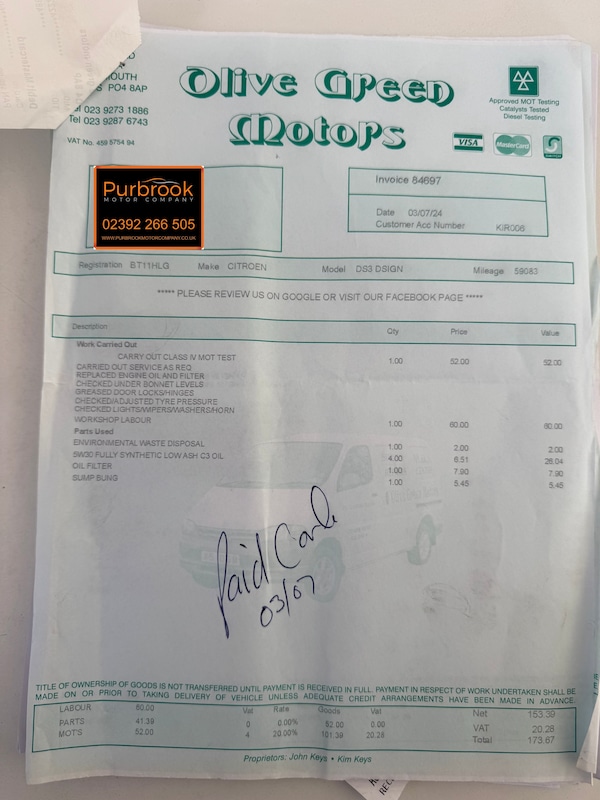 OUTH
S PO4 8AP
Tel 023 9273 1886
Tel 023 9287 6743
VAT No. 459 5754 94
Olive Green
Motors
Approved MOT Testing
Catalysts Tested
Diesel Testing
VISA
MasterCard
Purbrook
MOTOR COMPANY
02392 266 505
WWW.PURBROOKMOTORCOMPANY.CO.UK
Invoice 84697
Date 03/07/24
Customer Acc Number KIR006
Registration BT11HLG Make CITROEN Model DS3 DSIGN Mileage 59083
***** PLEASE REVIEW US ON GOOGLE OR VISIT OUR FACEBOOK PAGE *****
Description Qty Price Value
Work Carried Out
CARRY OUT CLASS IV MOT TEST 1.00 52.00 52.00
CARRIED OUT SERVICE AS REQ
REPLACED ENGINE OIL AND FILTER
CHECKED UNDER BONNET LEVELS
GREASED DOOR LOCKS/HINGES
CHECKED/ADJUSTED TYRE PRESSURE
CHECKED LIGHTS/WIPERS/WASHERS/HORN
WORKSHOP LABOUR 1.00 60.00 60.00
Parts Used
ENVIRONMENTAL WASTE DISPOSAL 1.00 2.00 2.00
5W30 FULLY SYNTHETIC LOW ASH C3 OIL 4.00 6.51 26.04
OIL FILTER 1.00 7.90 7.90
SUMP BUNG 1.00 5.45 5.45
Paid Card
03/07
TITLE OF OWNERSHIP OF GOODS IS NOT TRANSFERRED UNTIL PAYMENT IS RECEIVED IN FULL. PAYMENT IN RESPECT OF WORK UNDERTAKEN SHALL BE
MADE ON OR PRIOR TO TAKING DELIVERY OF VEHICLE UNLESS ADEQUATE CREDIT ARRANGEMENTS HAVE BEEN MADE IN ADVANCE.
LABOUR 60.00 Vat Rate Goods Vat Net 153.39
PARTS 41.39 0 0.00% 52.00 0.00 VAT 20.28
MOT'S 52.00 4 20.00% 101.39 20.28 Total 173.67
Proprietors: John Keys • Kim Keys
REC